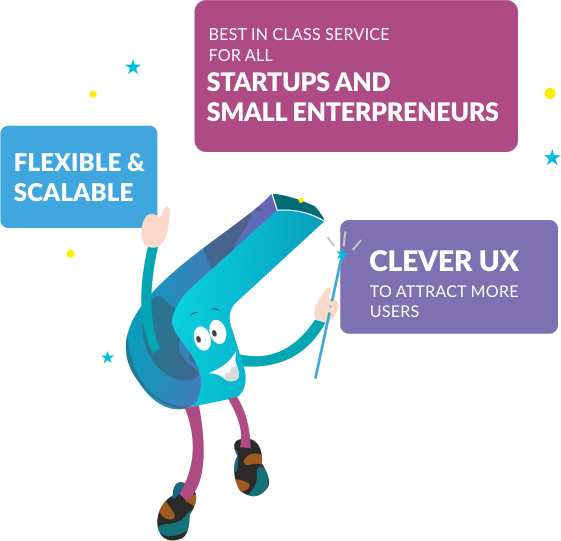 BEST IN CLASS SERVICE
FOR ALL
STARTUPS AND
SMALL ENTERPRENEURS
FLEXIBLE &
SCALABLE
CLEVER UX
TO ATTRACT MORE
USERS